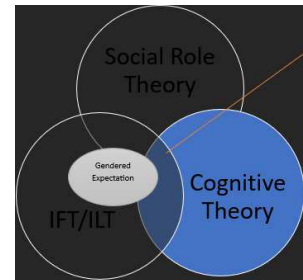 Social Role
Theory
Gendered
Expectation
Cognitive
Theory
IFT/ILT